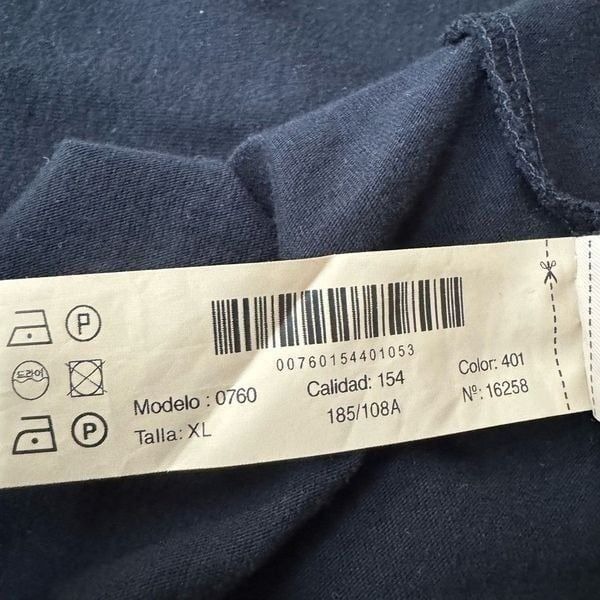 00760154401053
P
드라이
P
Modelo : 0760
Calidad: 154
Color: 401
Talla: XL
185/108A
Nº: 16258